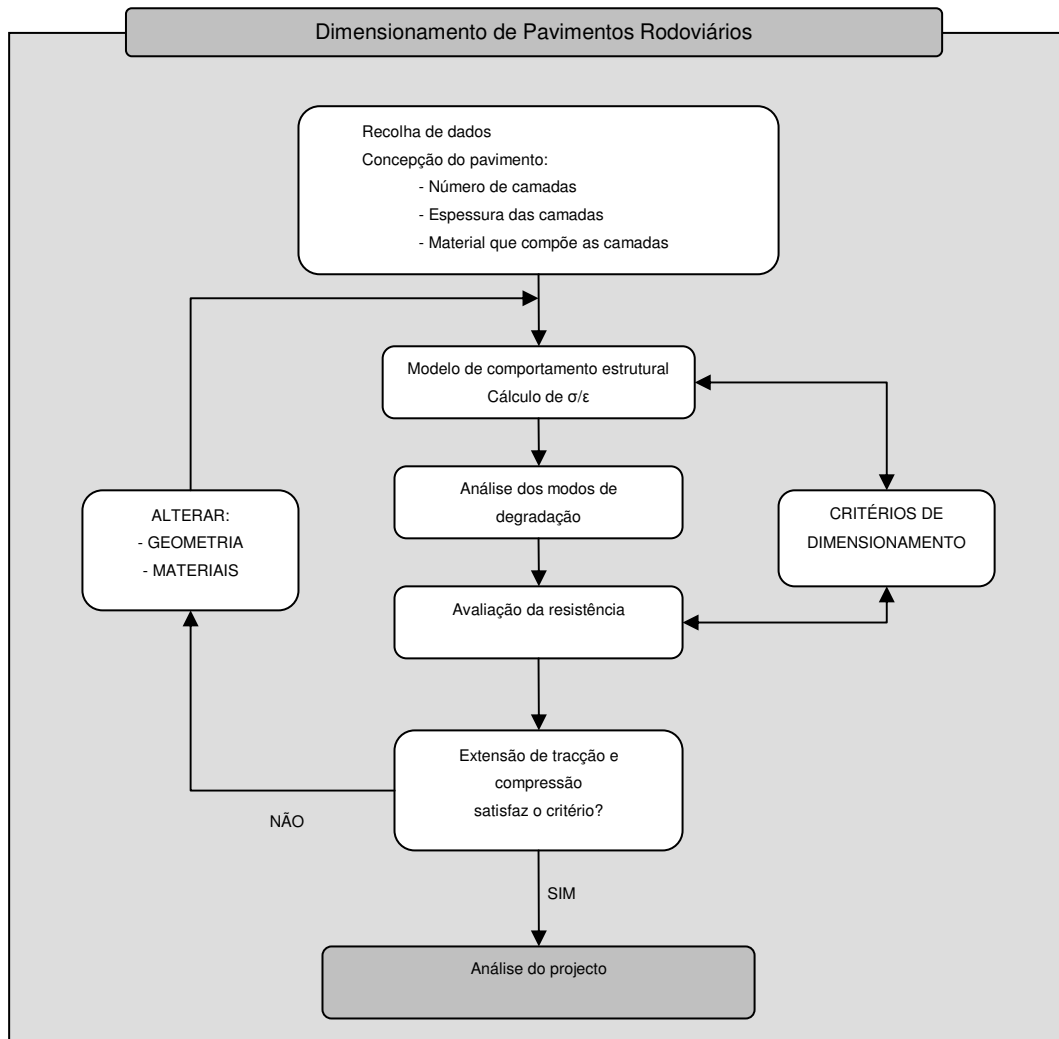 Dimensionamento de Pavimentos Rodoviários
Recolha de dados
Concepção do pavimento:
- Número de camadas
- Espessura das camadas
- Material que compõe as camadas
Modelo de comportamento estrutural
Cálculo de σ/ε
Análise dos modos de
degradação
ALTERAR:
- GEOMETRIA
- MATERIAIS
CRITÉRIOS DE
DIMENSIONAMENTO
Avaliação da resistência
Extensão de tracção e
compressão
satisfaz o critério?
NÃO
SIM
Análise do projecto